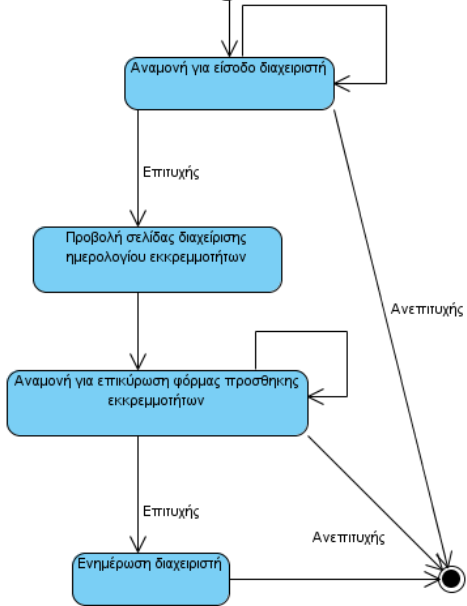 Αναμονή για είσοδο διαχειριστή
Επιτυχής
Προβολή σελίδας διαχείρισης
ημερολογίου εκκρεμμοτήτων
Ανεπιτυχής
Αναμονή για επικύρωση φόρμας προσθηκης
εκκρεμμοτήτων
Επιτυχής
Ανεπιτυχής
Ενημέρωση διαχειριστή